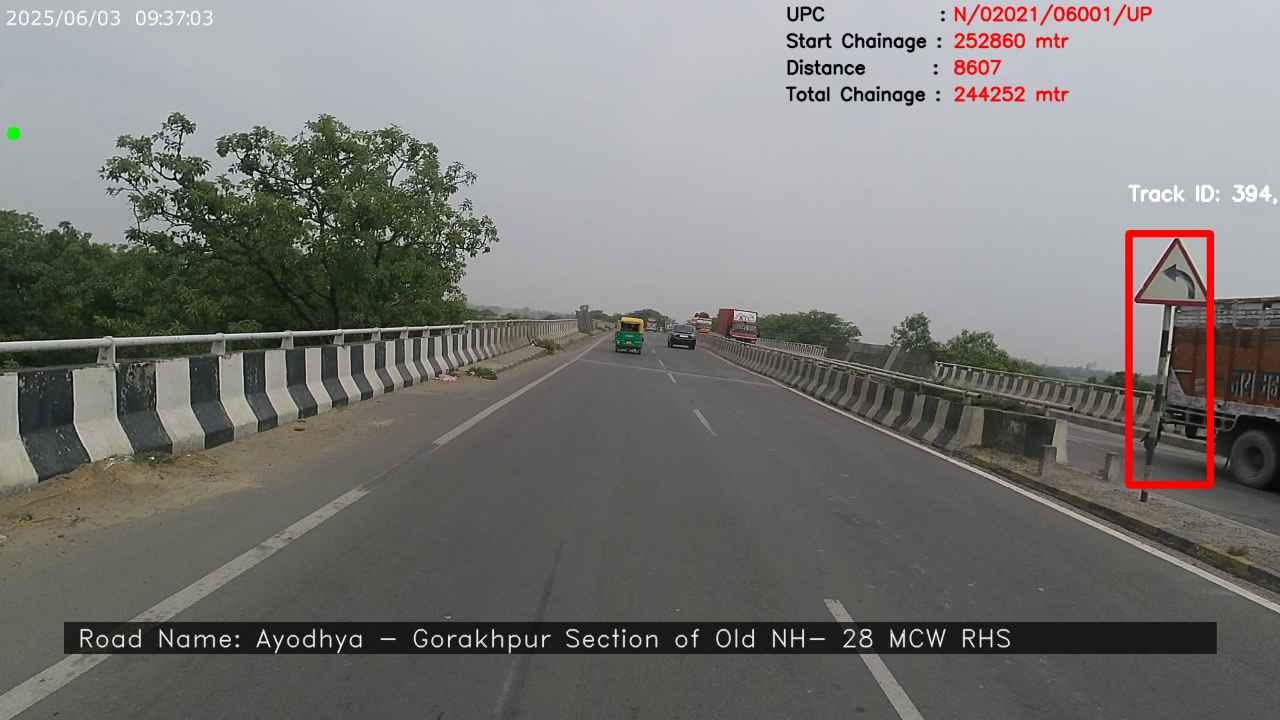 2025/06/03 09:37:03
UPC : N/02021/06001/UP
Start Chainage : 252860 mtr
Distance : 8607
Total Chainage : 244252 mtr
Track ID: 394,
Road Name: Ayodhya - Gorakhpur Section of Old NH- 28 MCW RHS